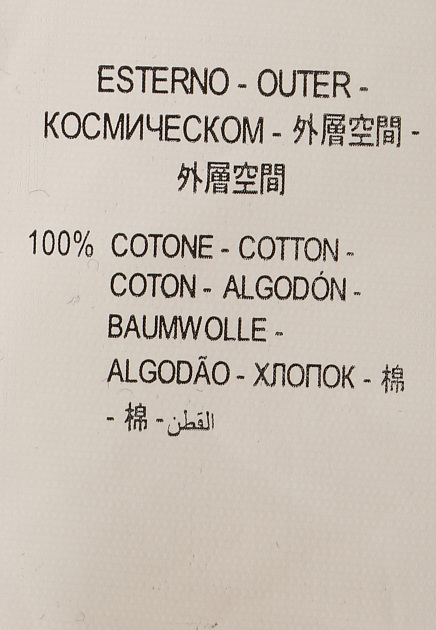 ESTERNO - OUTER -
КОСМИЧЕСКОМ - 外層空間 -
外層空間
100% COTONE - COTTON -
COTON - ALGODÓN -
BAUMWOLLE -
ALGODÃO - ХЛОПОК - 棉
- 棉 - القطن